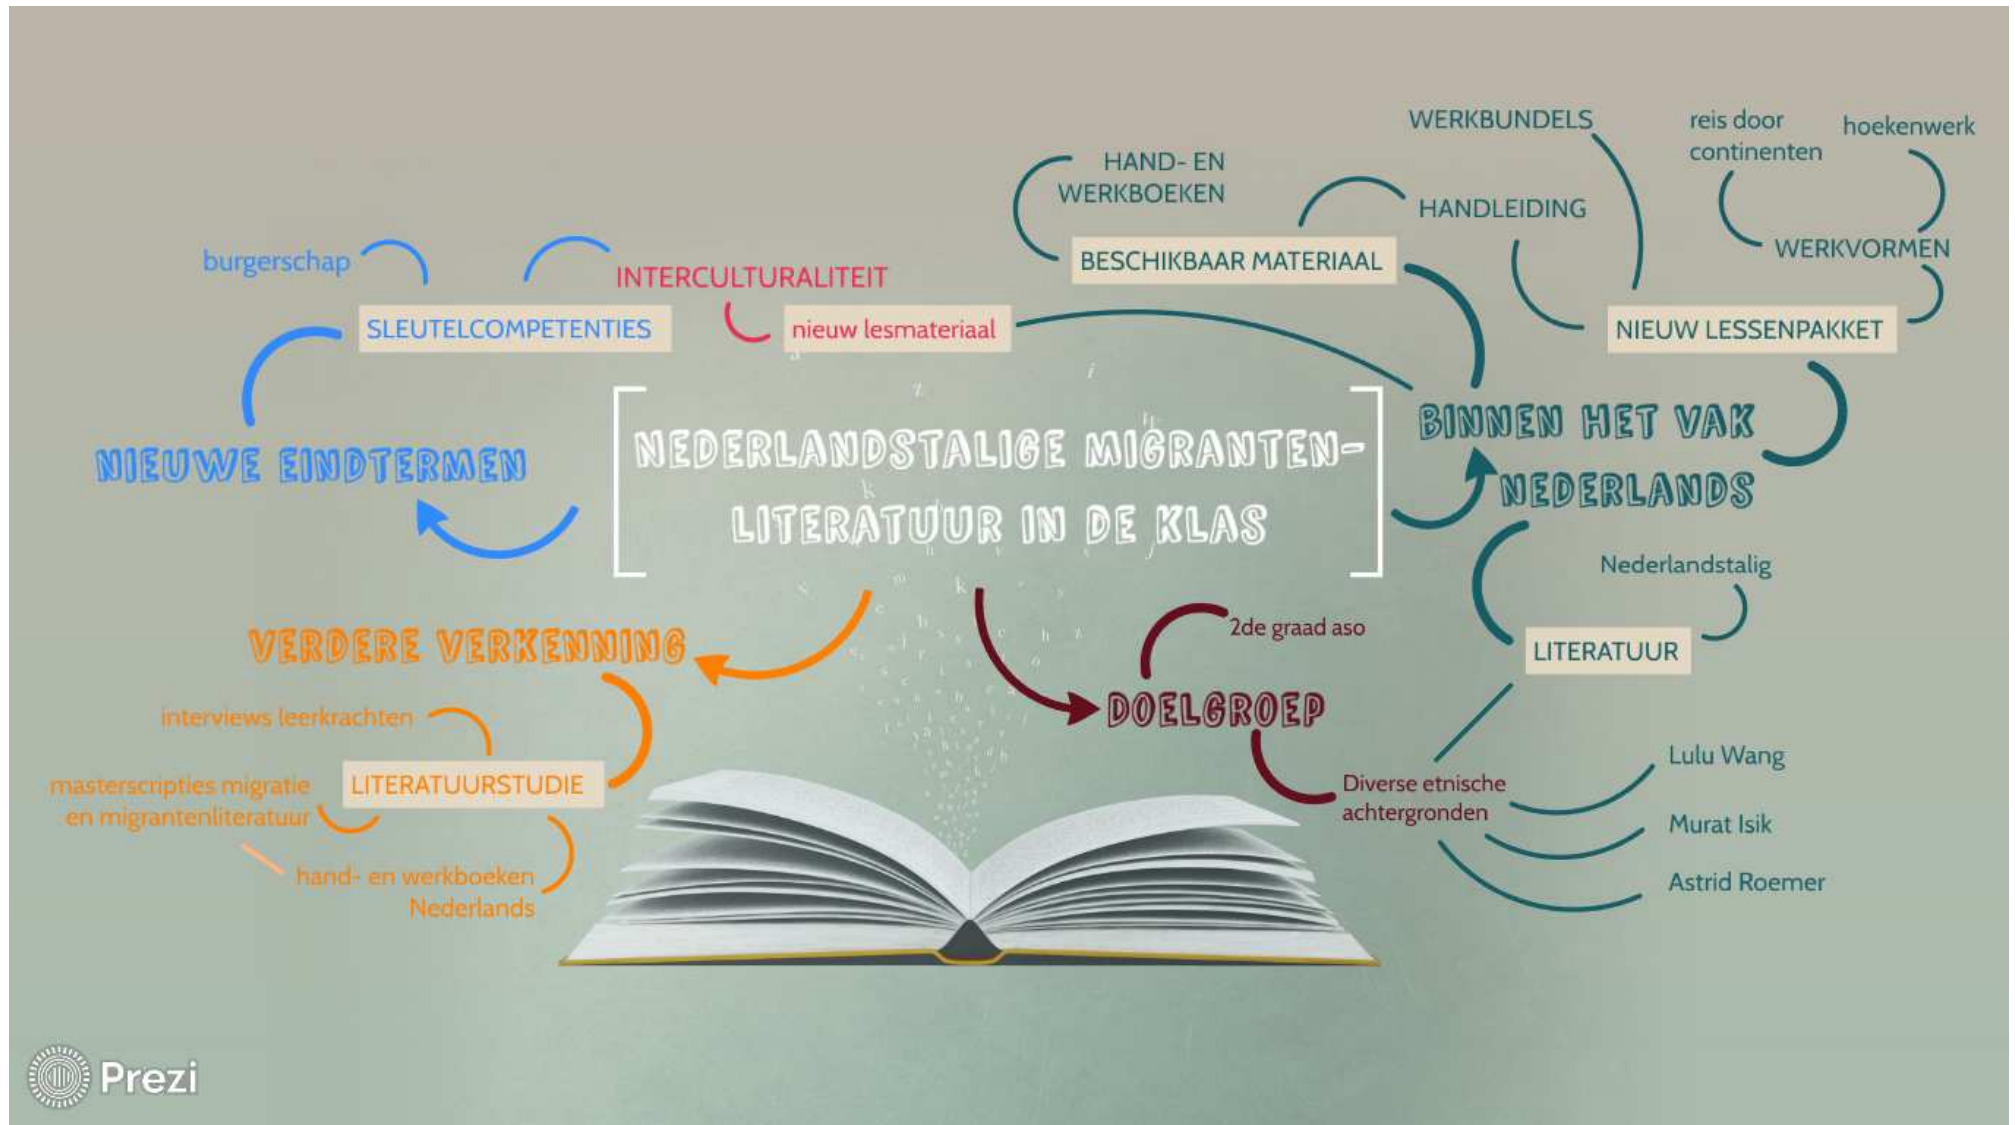 NEDERLANDSTALIGE MIGRANTEN-
LITERATUUR IN DE KLAS
NIEUWE EINDTERMEN
SLEUTELCOMPETENTIES
burgerschap
INTERCULTURALITEIT
nieuw lesmateriaal
BINNEN HET VAK
NEDERLANDS
BESCHIKBAAR MATERIAAL
HAND- EN
WERKBOEKEN
HANDLEIDING
WERKBUNDELS
NIEUW LESSENPAKKET
WERKVORMEN
reis door
continenten
hoekenwerk
LITERATUUR
Nederlandstalig
DOELGROEP
2de graad aso
Diverse etnische
achtergronden
Lulu Wang
Murat Isik
Astrid Roemer
VERDERE VERKENNING
LITERATUURSTUDIE
interviews leerkrachten
masterscripties migratie
en migrantenliteratuur
hand- en werkboeken
Nederlands
Prezi